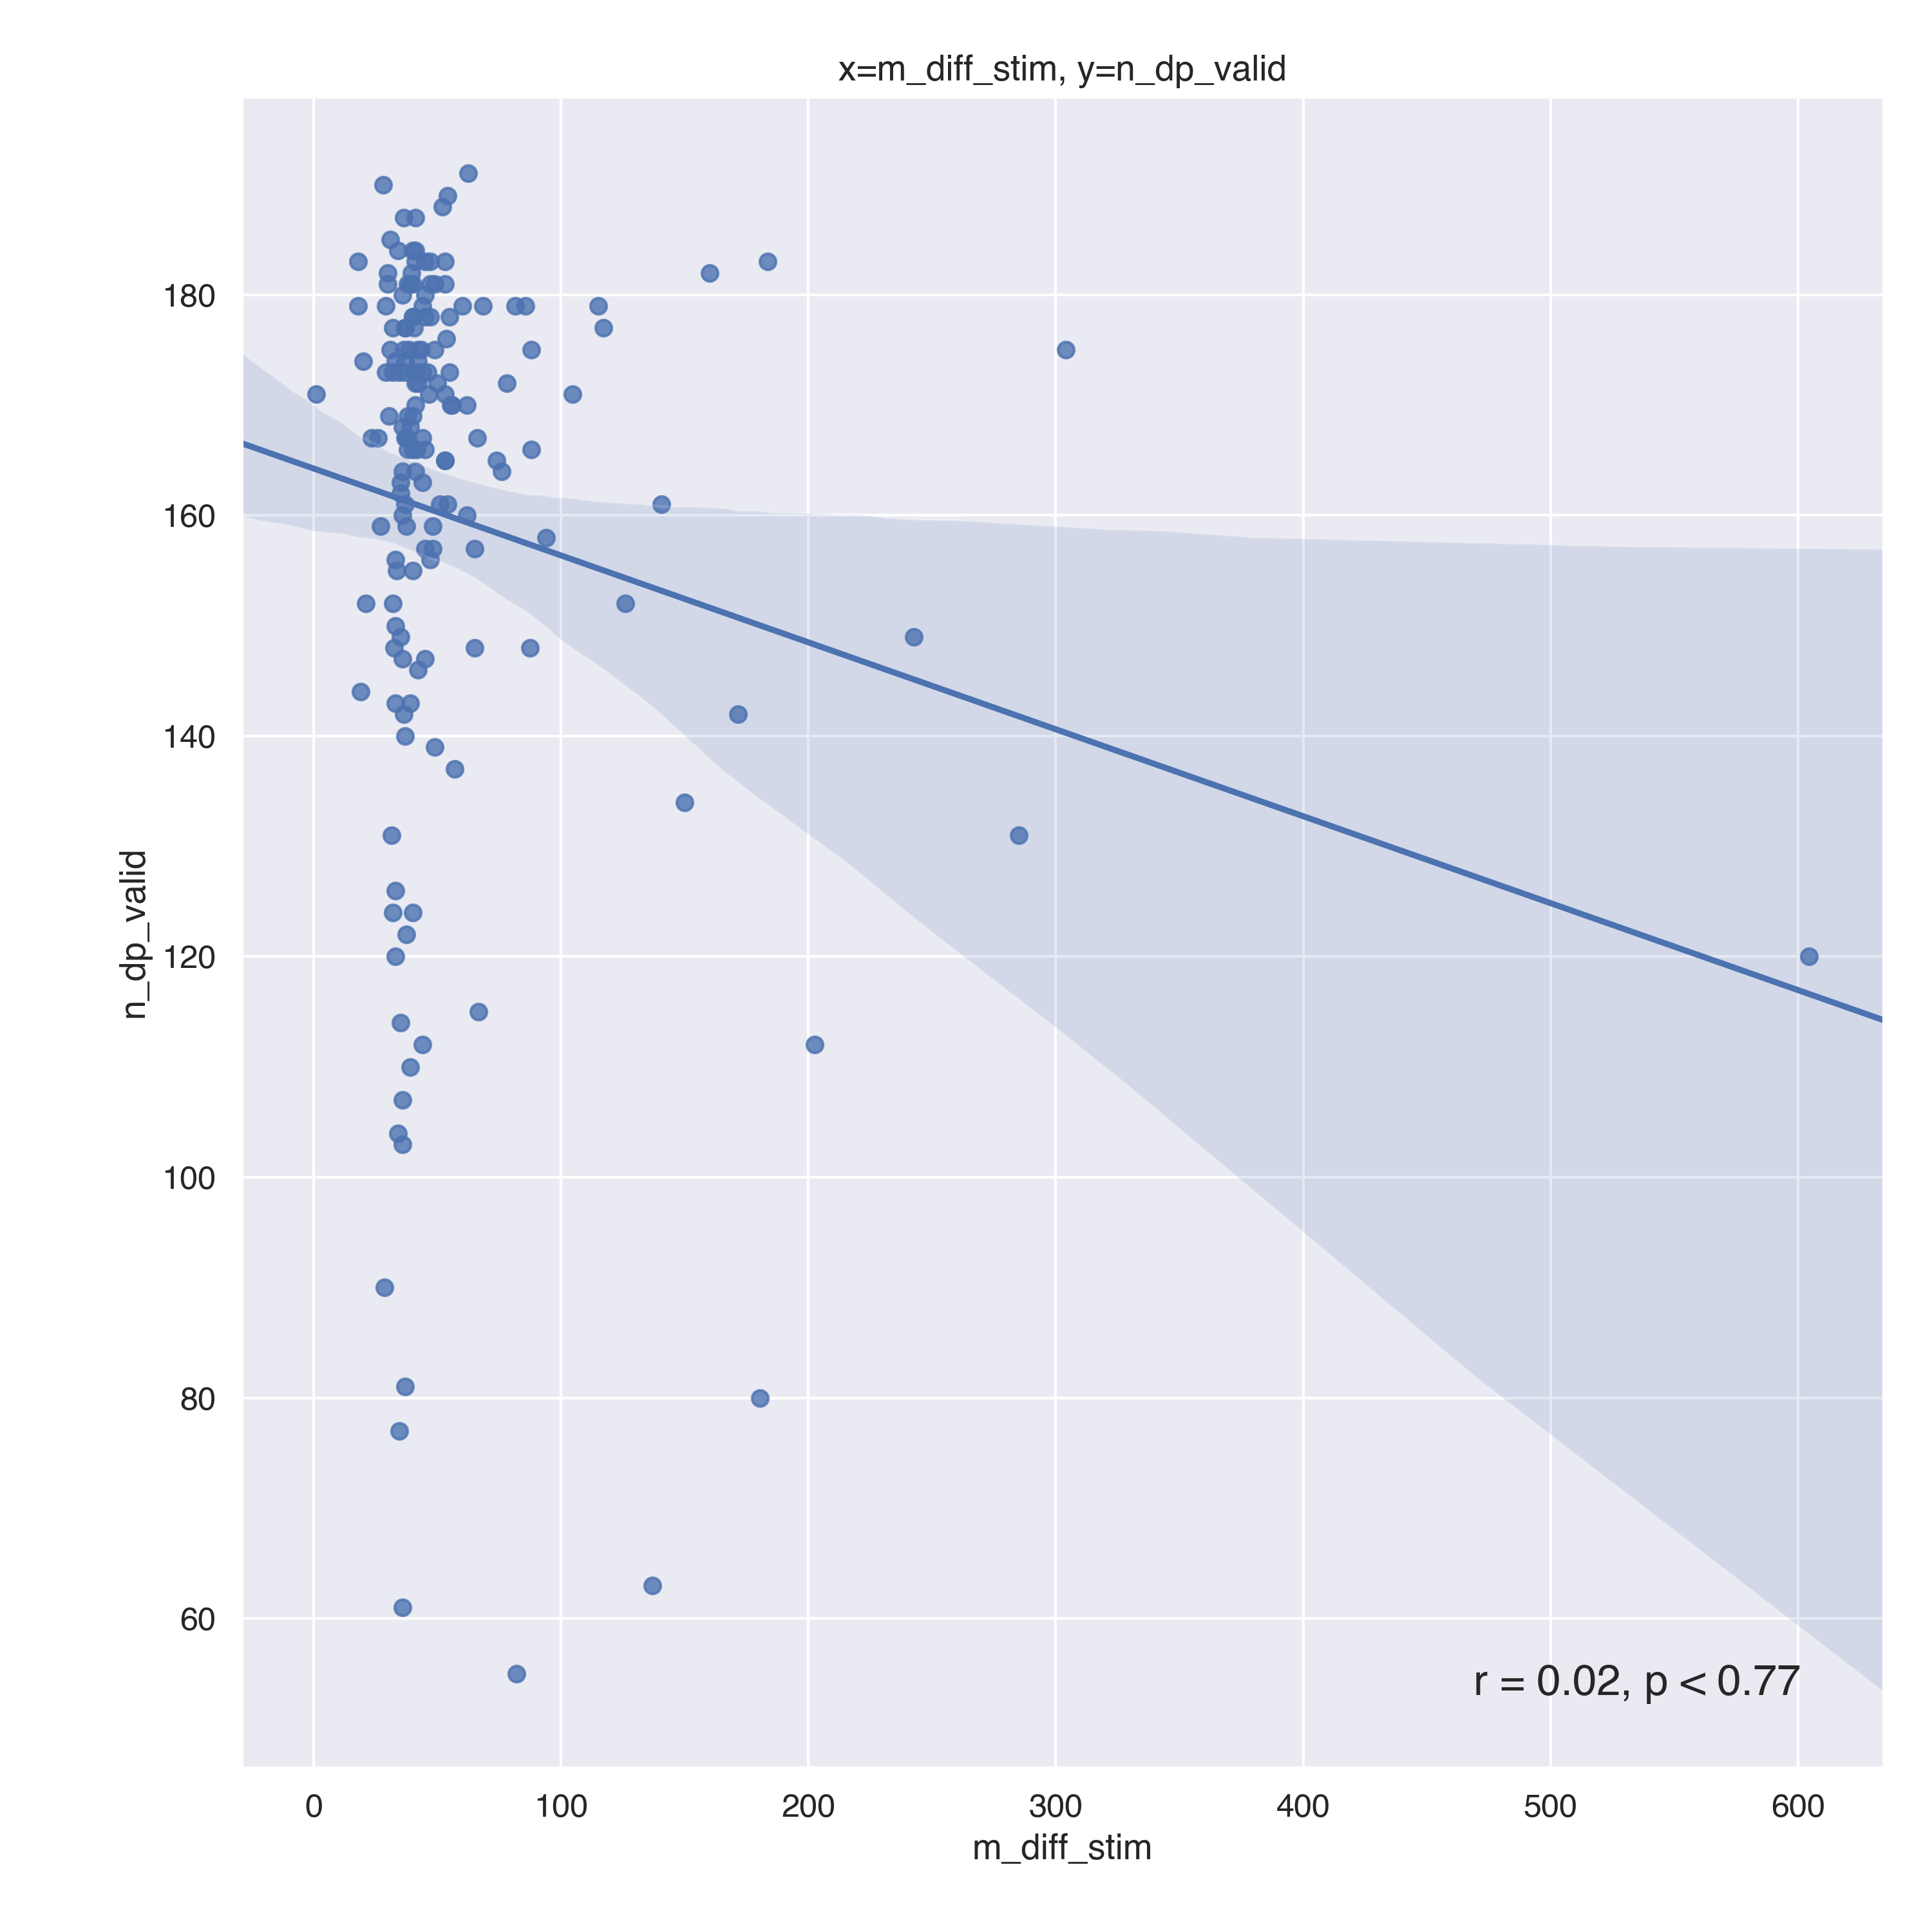 x=m_diff_stim, y=n_dp_valid
n_dp_valid
180
160
140
120
100
80
60
r = 0.02, p < 0.77
0 100 200 300 400 500 600
m_diff_stim